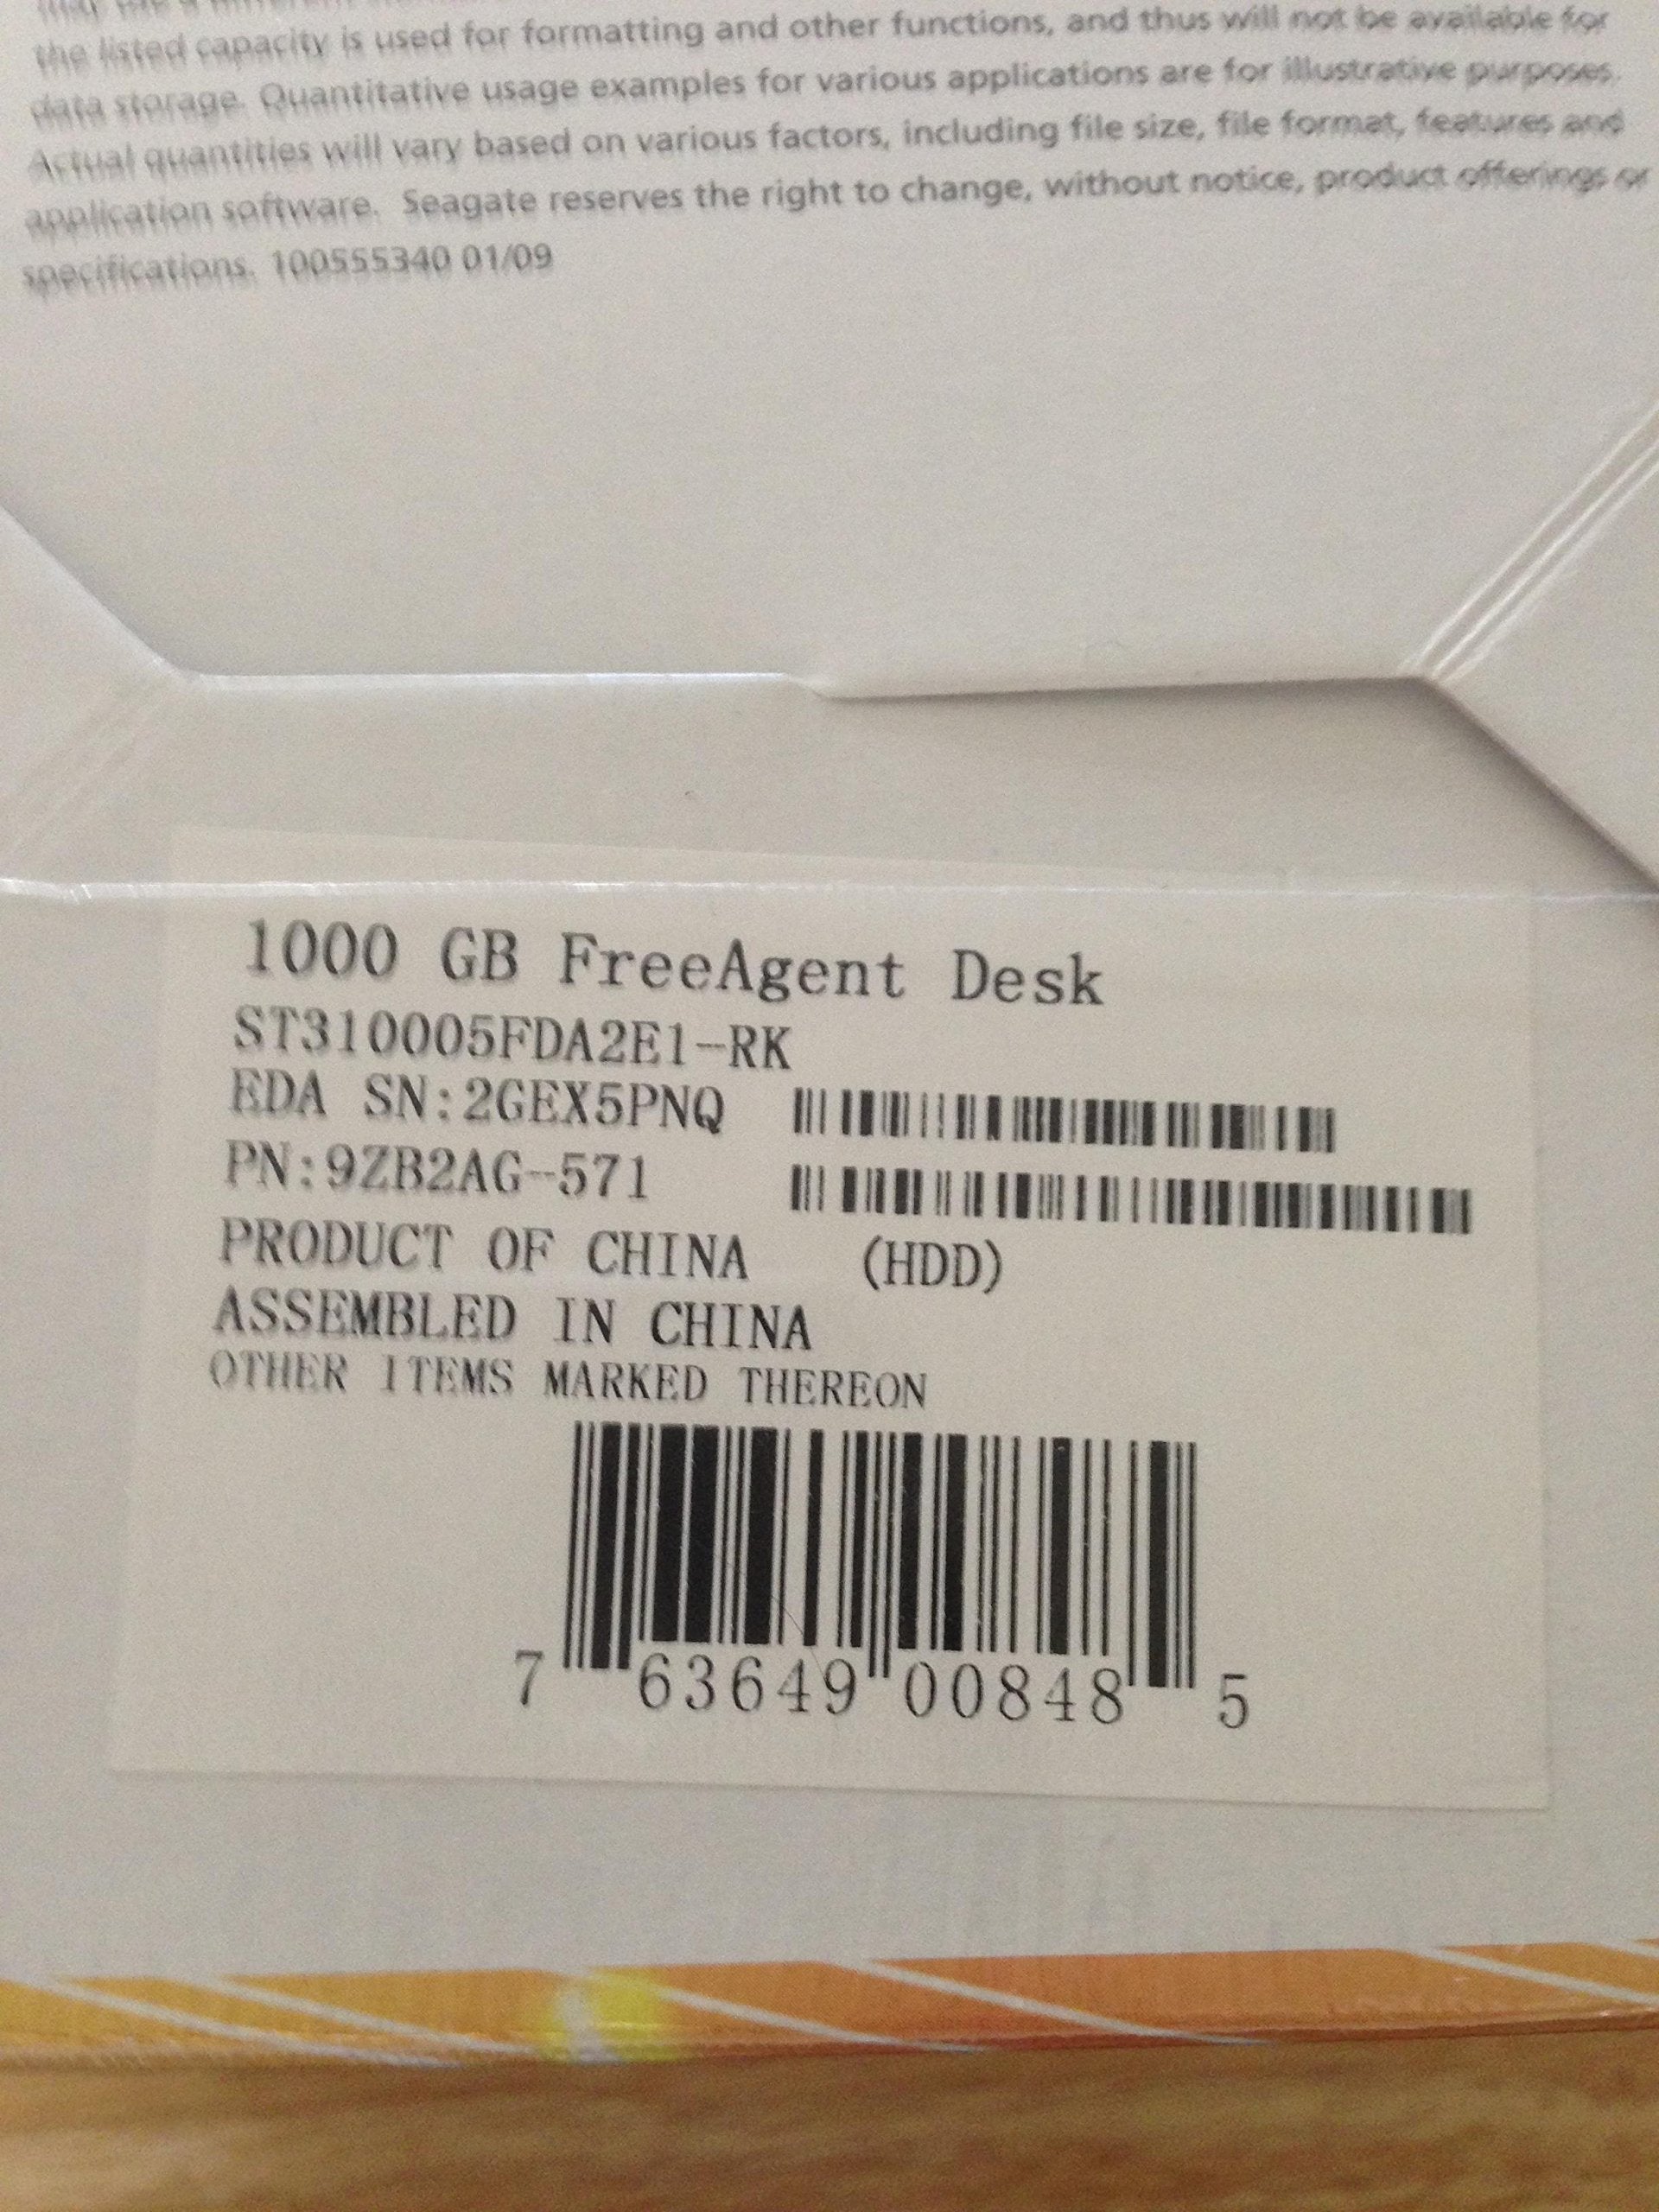 the listed capacity is used for formatting and other functions, and thus will not be available for
data storage. Quantitative usage examples for various applications are for illustrative purposes.
Actual quantities will vary based on various factors, including file size, file format, features and
application software. Seagate reserves the right to change, without notice, product offerings or
specifications. 100555340 01/09
1000 GB FreeAgent Desk
ST310005FDA2E1-RK
EDA SN:2GEX5PNQ
PN:9ZB2AG-571
PRODUCT OF CHINA (HDD)
ASSEMBLED IN CHINA
OTHER ITEMS MARKED THEREON
7 63649 00848 5